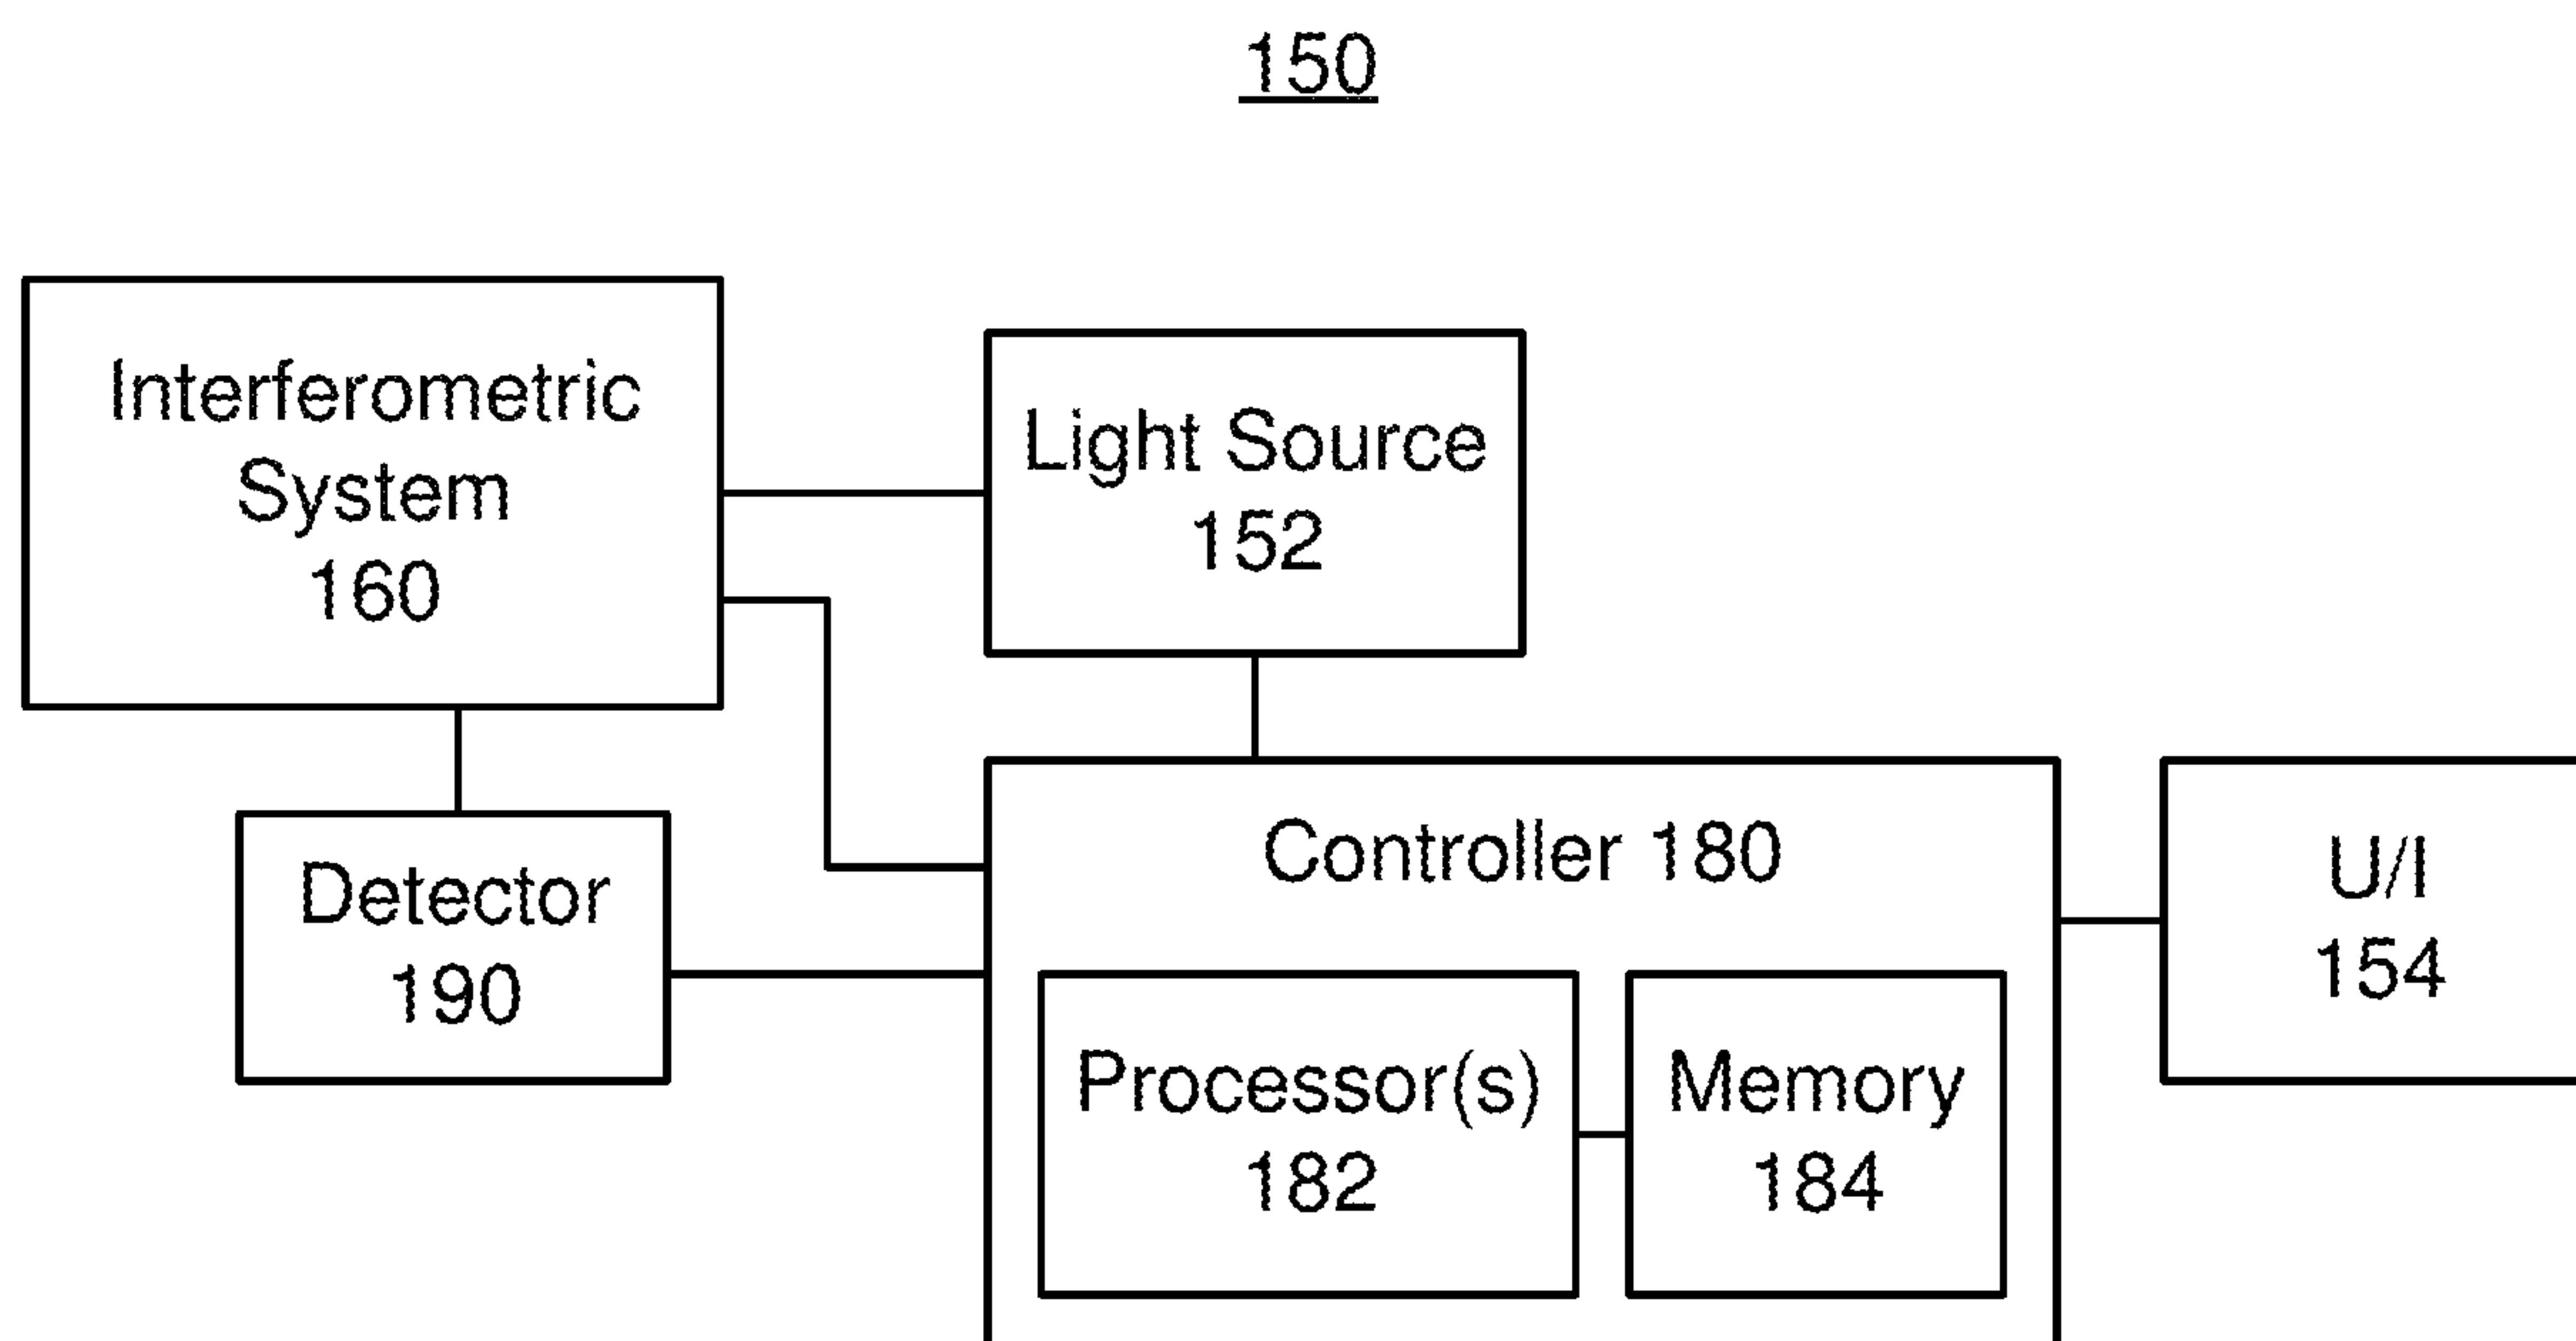 150
Interferometric
System
160
Light Source
152
Detector
190
Controller 180
Processor(s)
182
Memory
184
U/I
154